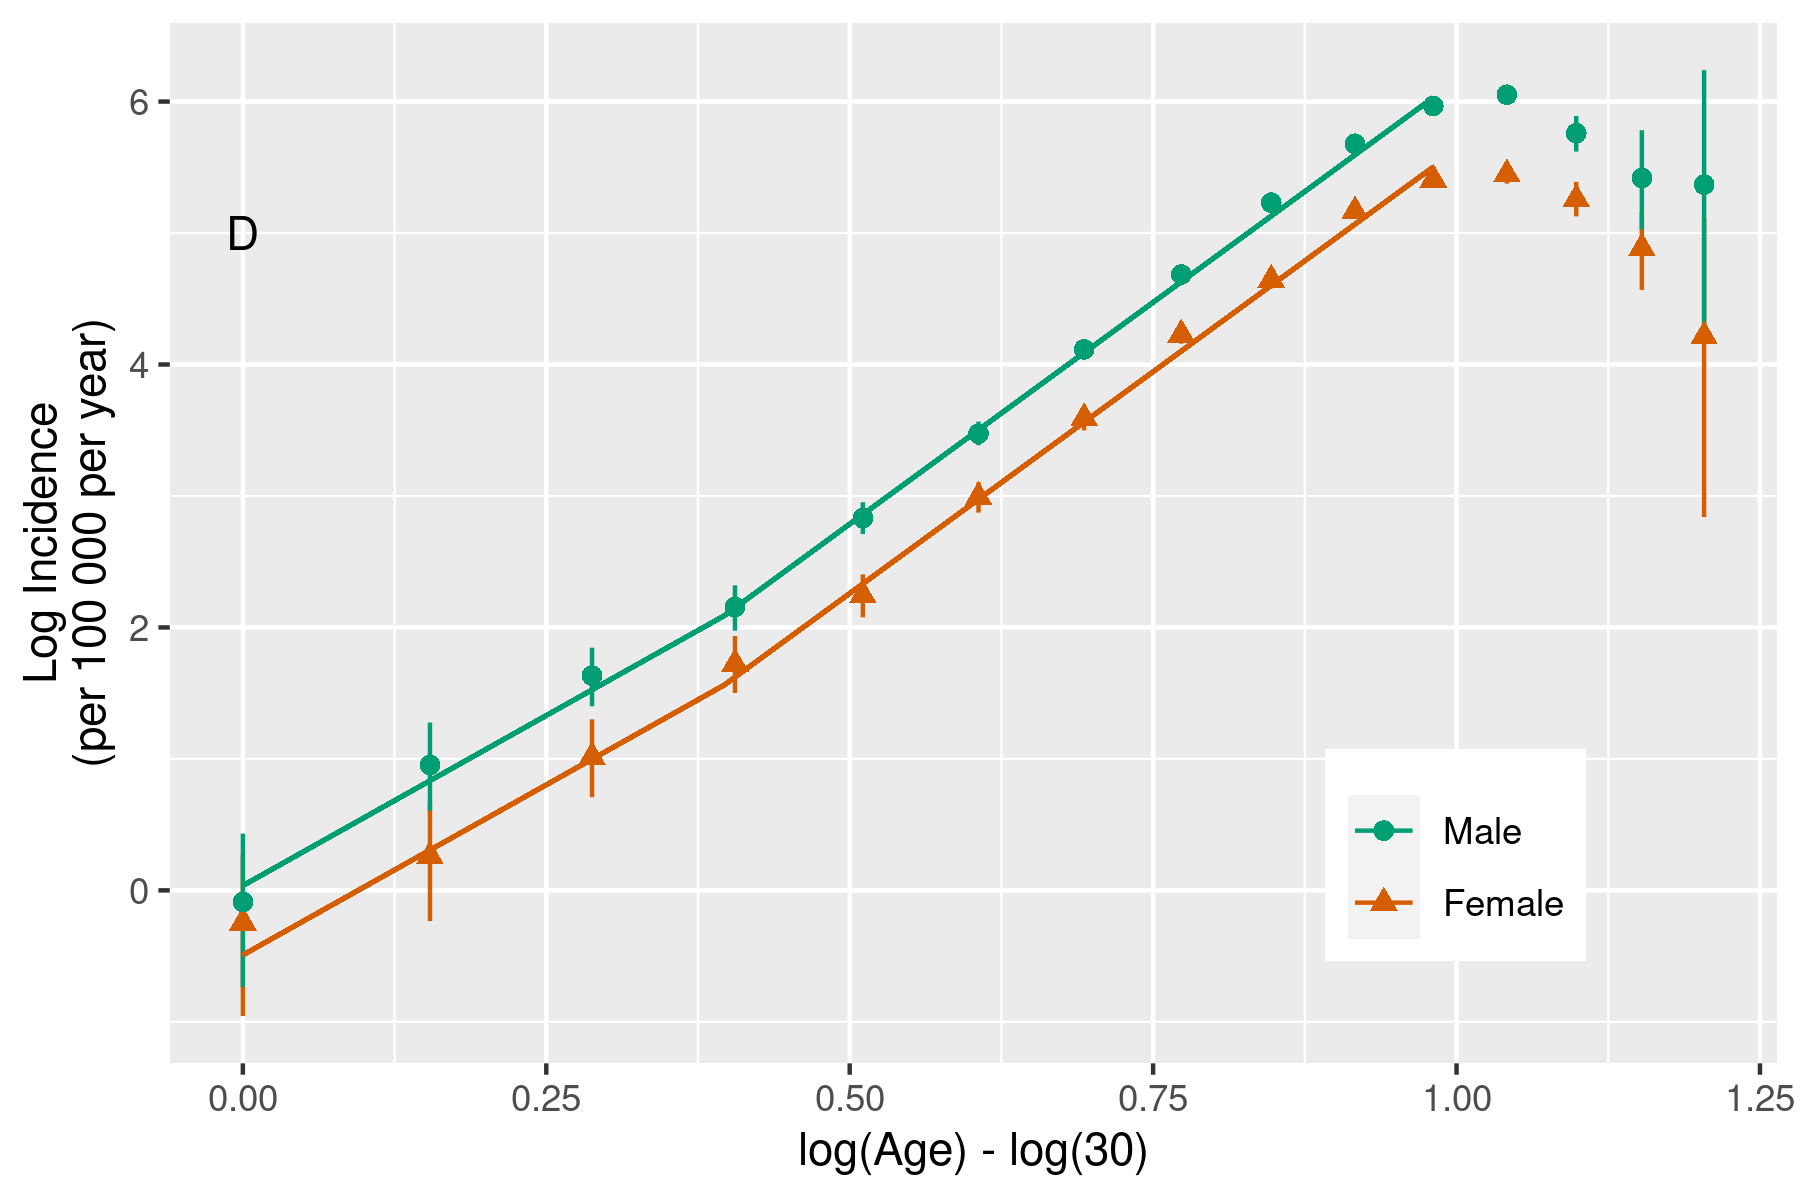 D
6
4
2
0
Log Incidence
(per 100 000 per year)
Male
Female
0.00 0.25 0.50 0.75 1.00 1.25
log(Age) - log(30)